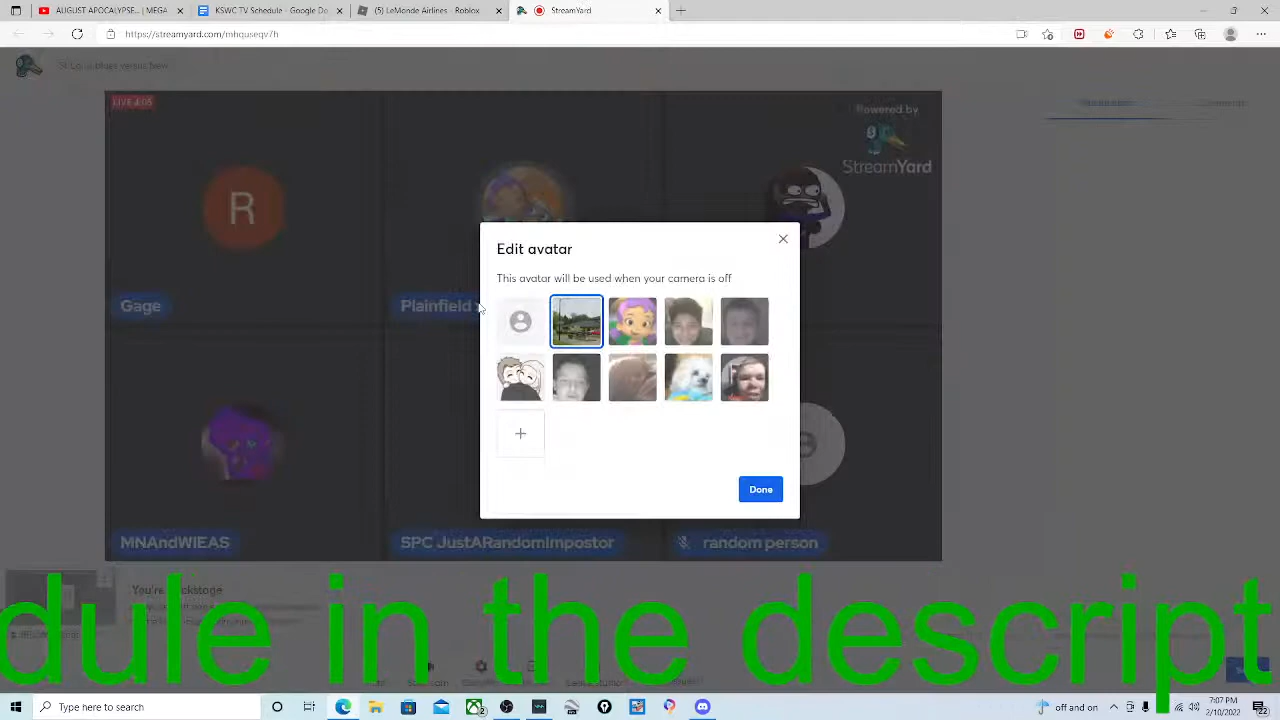 AUGUST APOCALYPSE... (MEGA
KSWC TV Schedule - Google Do
(5) LeMonde Airlines - Roblox
StreamYard
https://streamyard.com/mhquseqv7h
LIVE 4:05
Powered by
StreamYard
R
Gage
Plainfield
MNAndWIEAS
SPC JustARandomImpostor
random person
Edit avatar
This avatar will be used when your camera is off
Done
You're backstage
dule in the descript
Type here to search
off and on
7:07 PM
2/10/2022